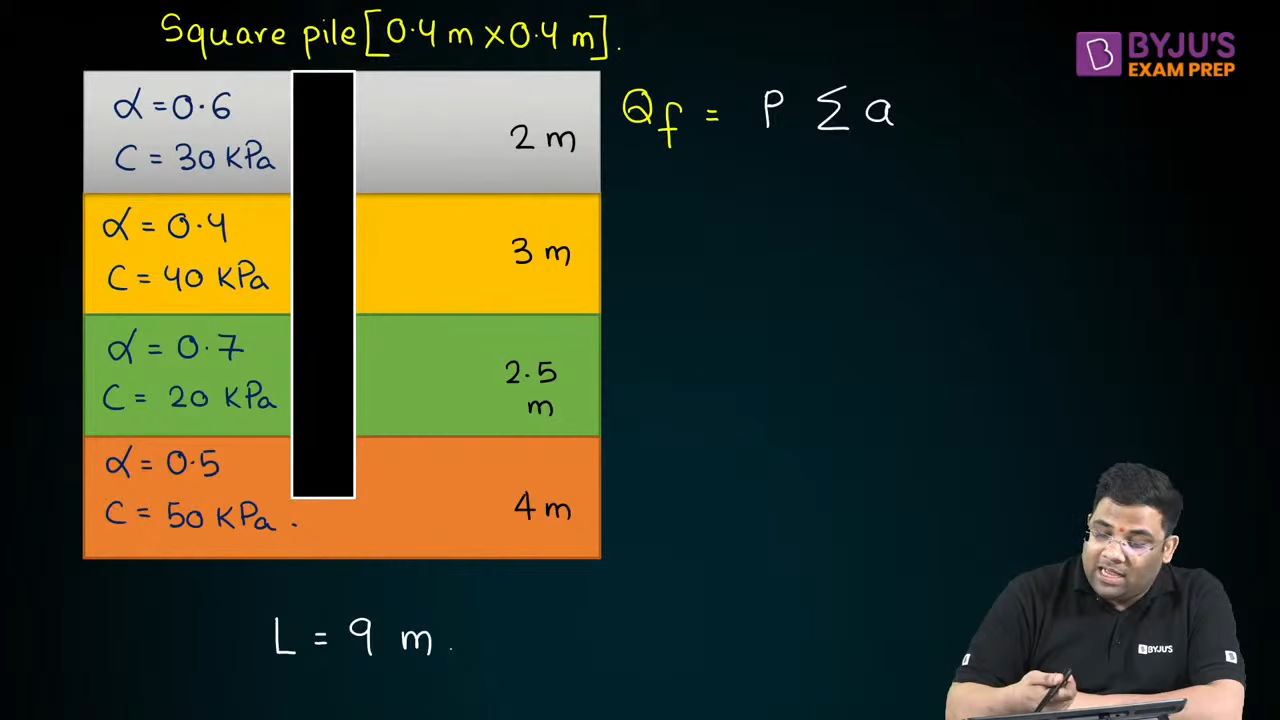 Square pile [0.4 m × 0.4 m].
BYJU'S
EXAM PREP
α = 0.6
C = 30 KPa
2 m
Qf = P Σ a
α = 0.4
C = 40 KPa
3 m
α = 0.7
C = 20 KPa
2.5
m
α = 0.5
C = 50 KPa.
4 m
L = 9 m.
BYJU'S